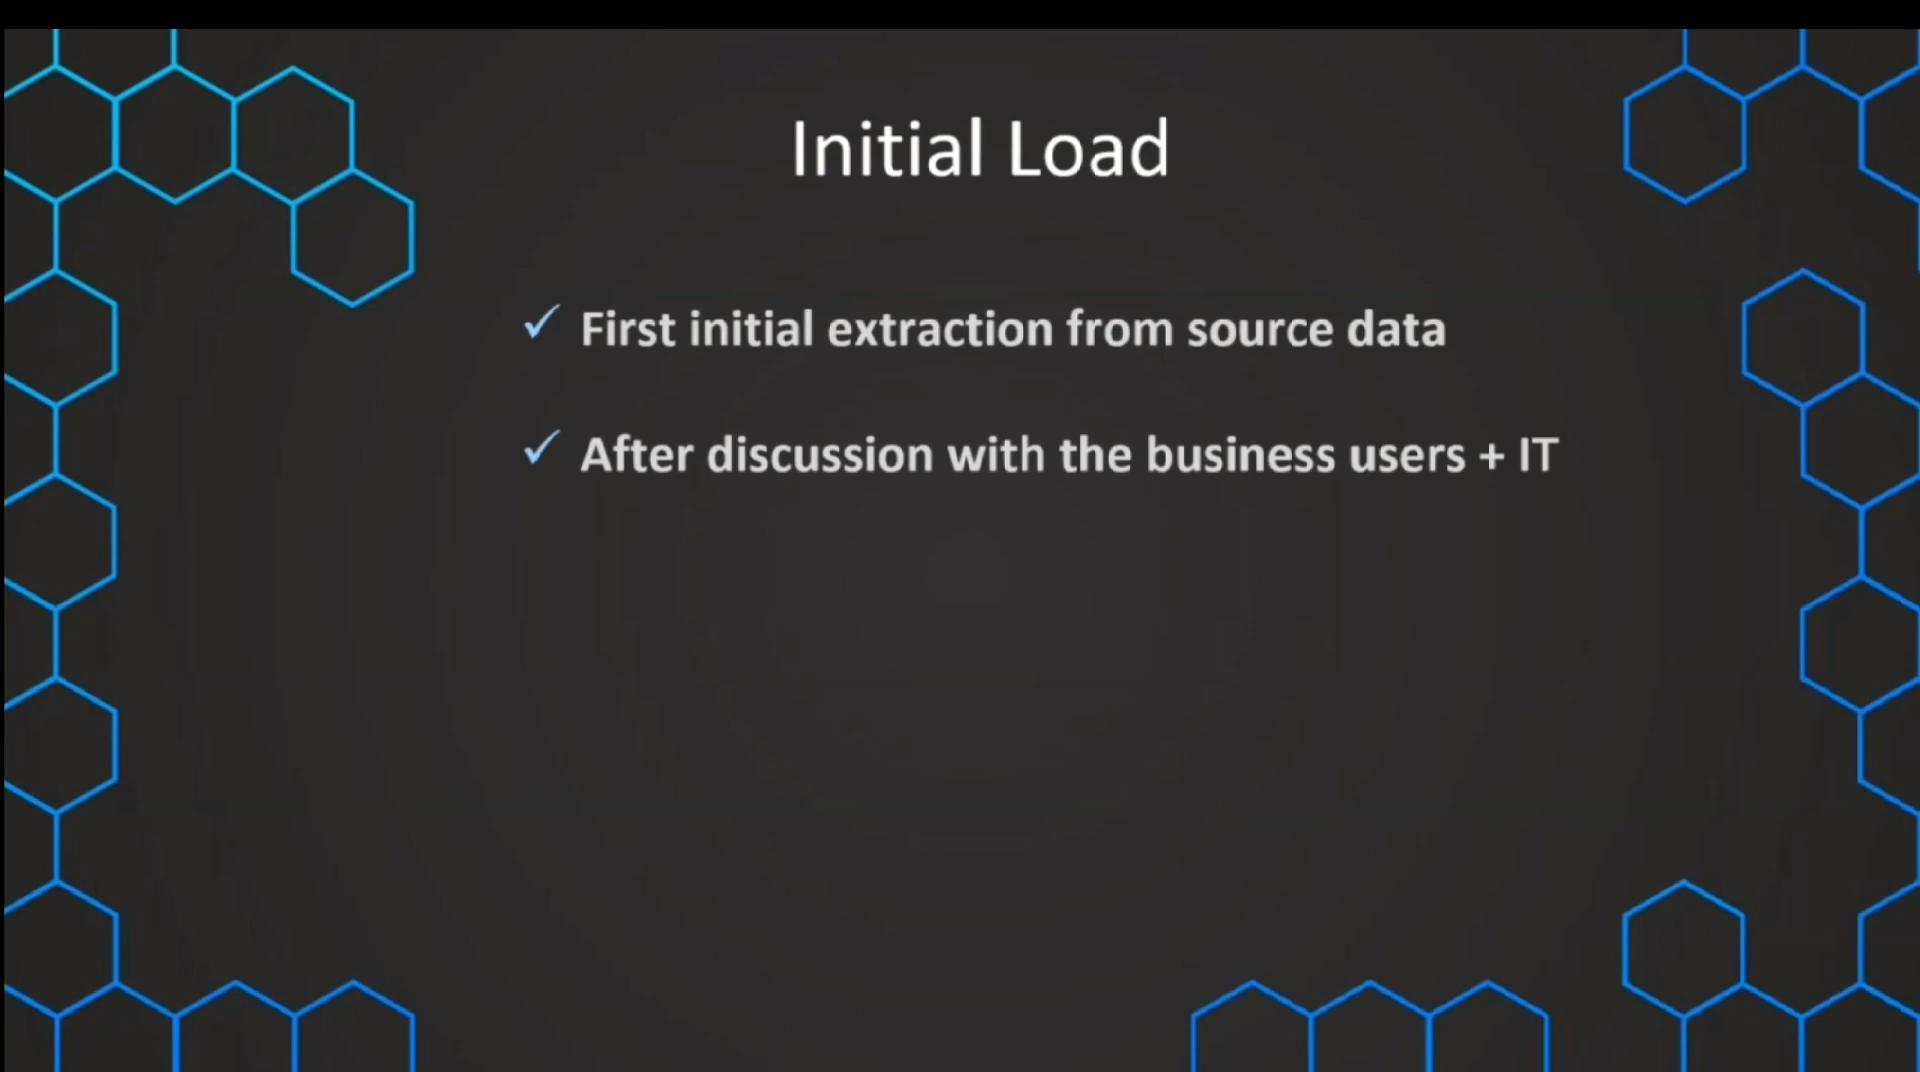 Initial Load
✓ First initial extraction from source data
✓ After discussion with the business users + IT